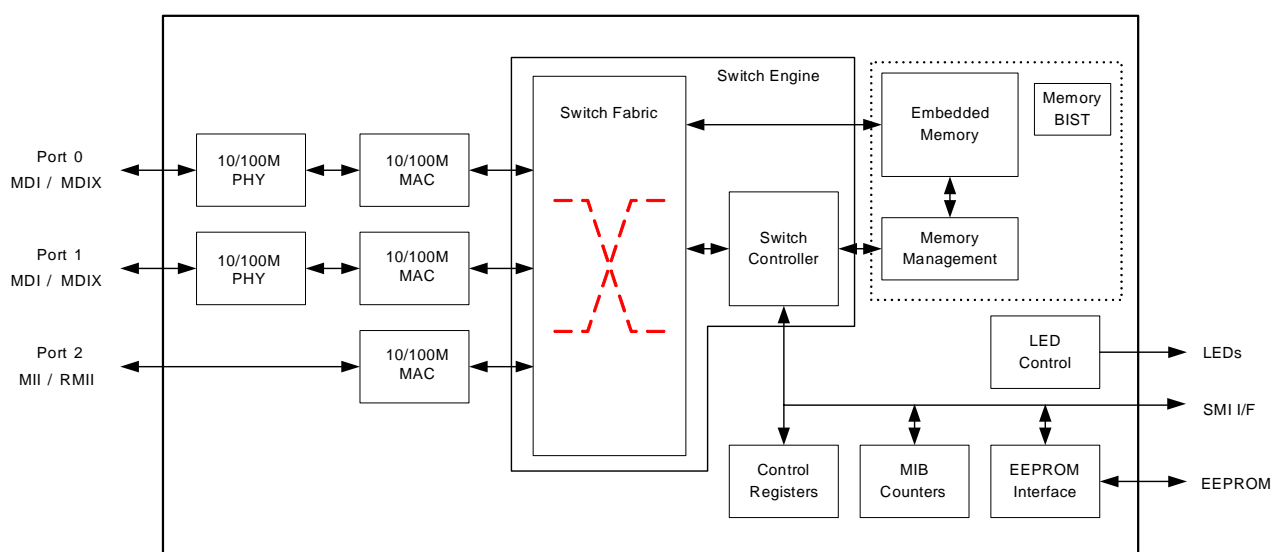 Switch Engine
Switch Fabric
Embedded
Memory
Memory
BIST
Port 0
MDI / MDIX
10/100M
PHY
10/100M
MAC
Port 1
MDI / MDIX
10/100M
PHY
10/100M
MAC
Switch
Controller
Memory
Management
Port 2
MII / RMII
10/100M
MAC
LED
Control
LEDs
SMI I/F
Control
Registers
MIB
Counters
EEPROM
Interface
EEPROM